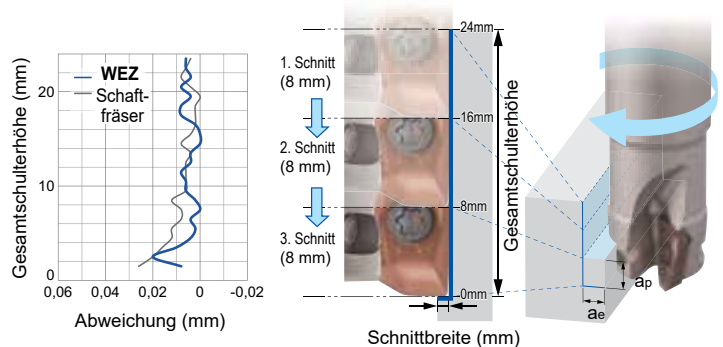 Gesamtschulterhöhe (mm)
20
10
0
WEZ
Schaft-
fräser
0,06 0,04 0,02 0 -0,02
Abweichung (mm)
1. Schnitt
(8 mm)
2. Schnitt
(8 mm)
3. Schnitt
(8 mm)
24mm
16mm
8mm
0mm
Gesamtschulterhöhe
Schnittbreite (mm)
ap
ae